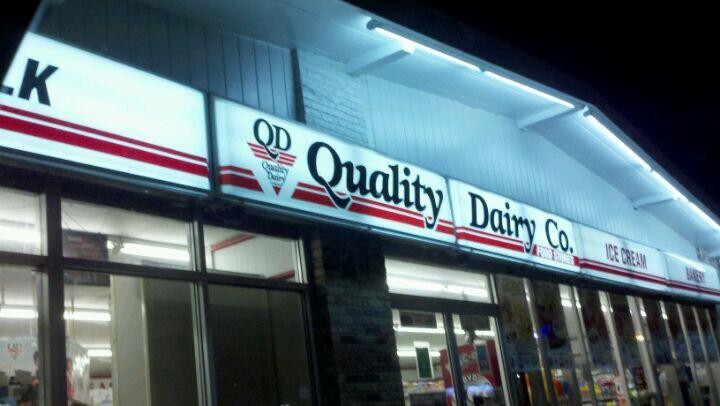 LK
QD
Quality
Dairy
Quality Dairy Co.
FOOD STORES
ICE CREAM
BAKERY